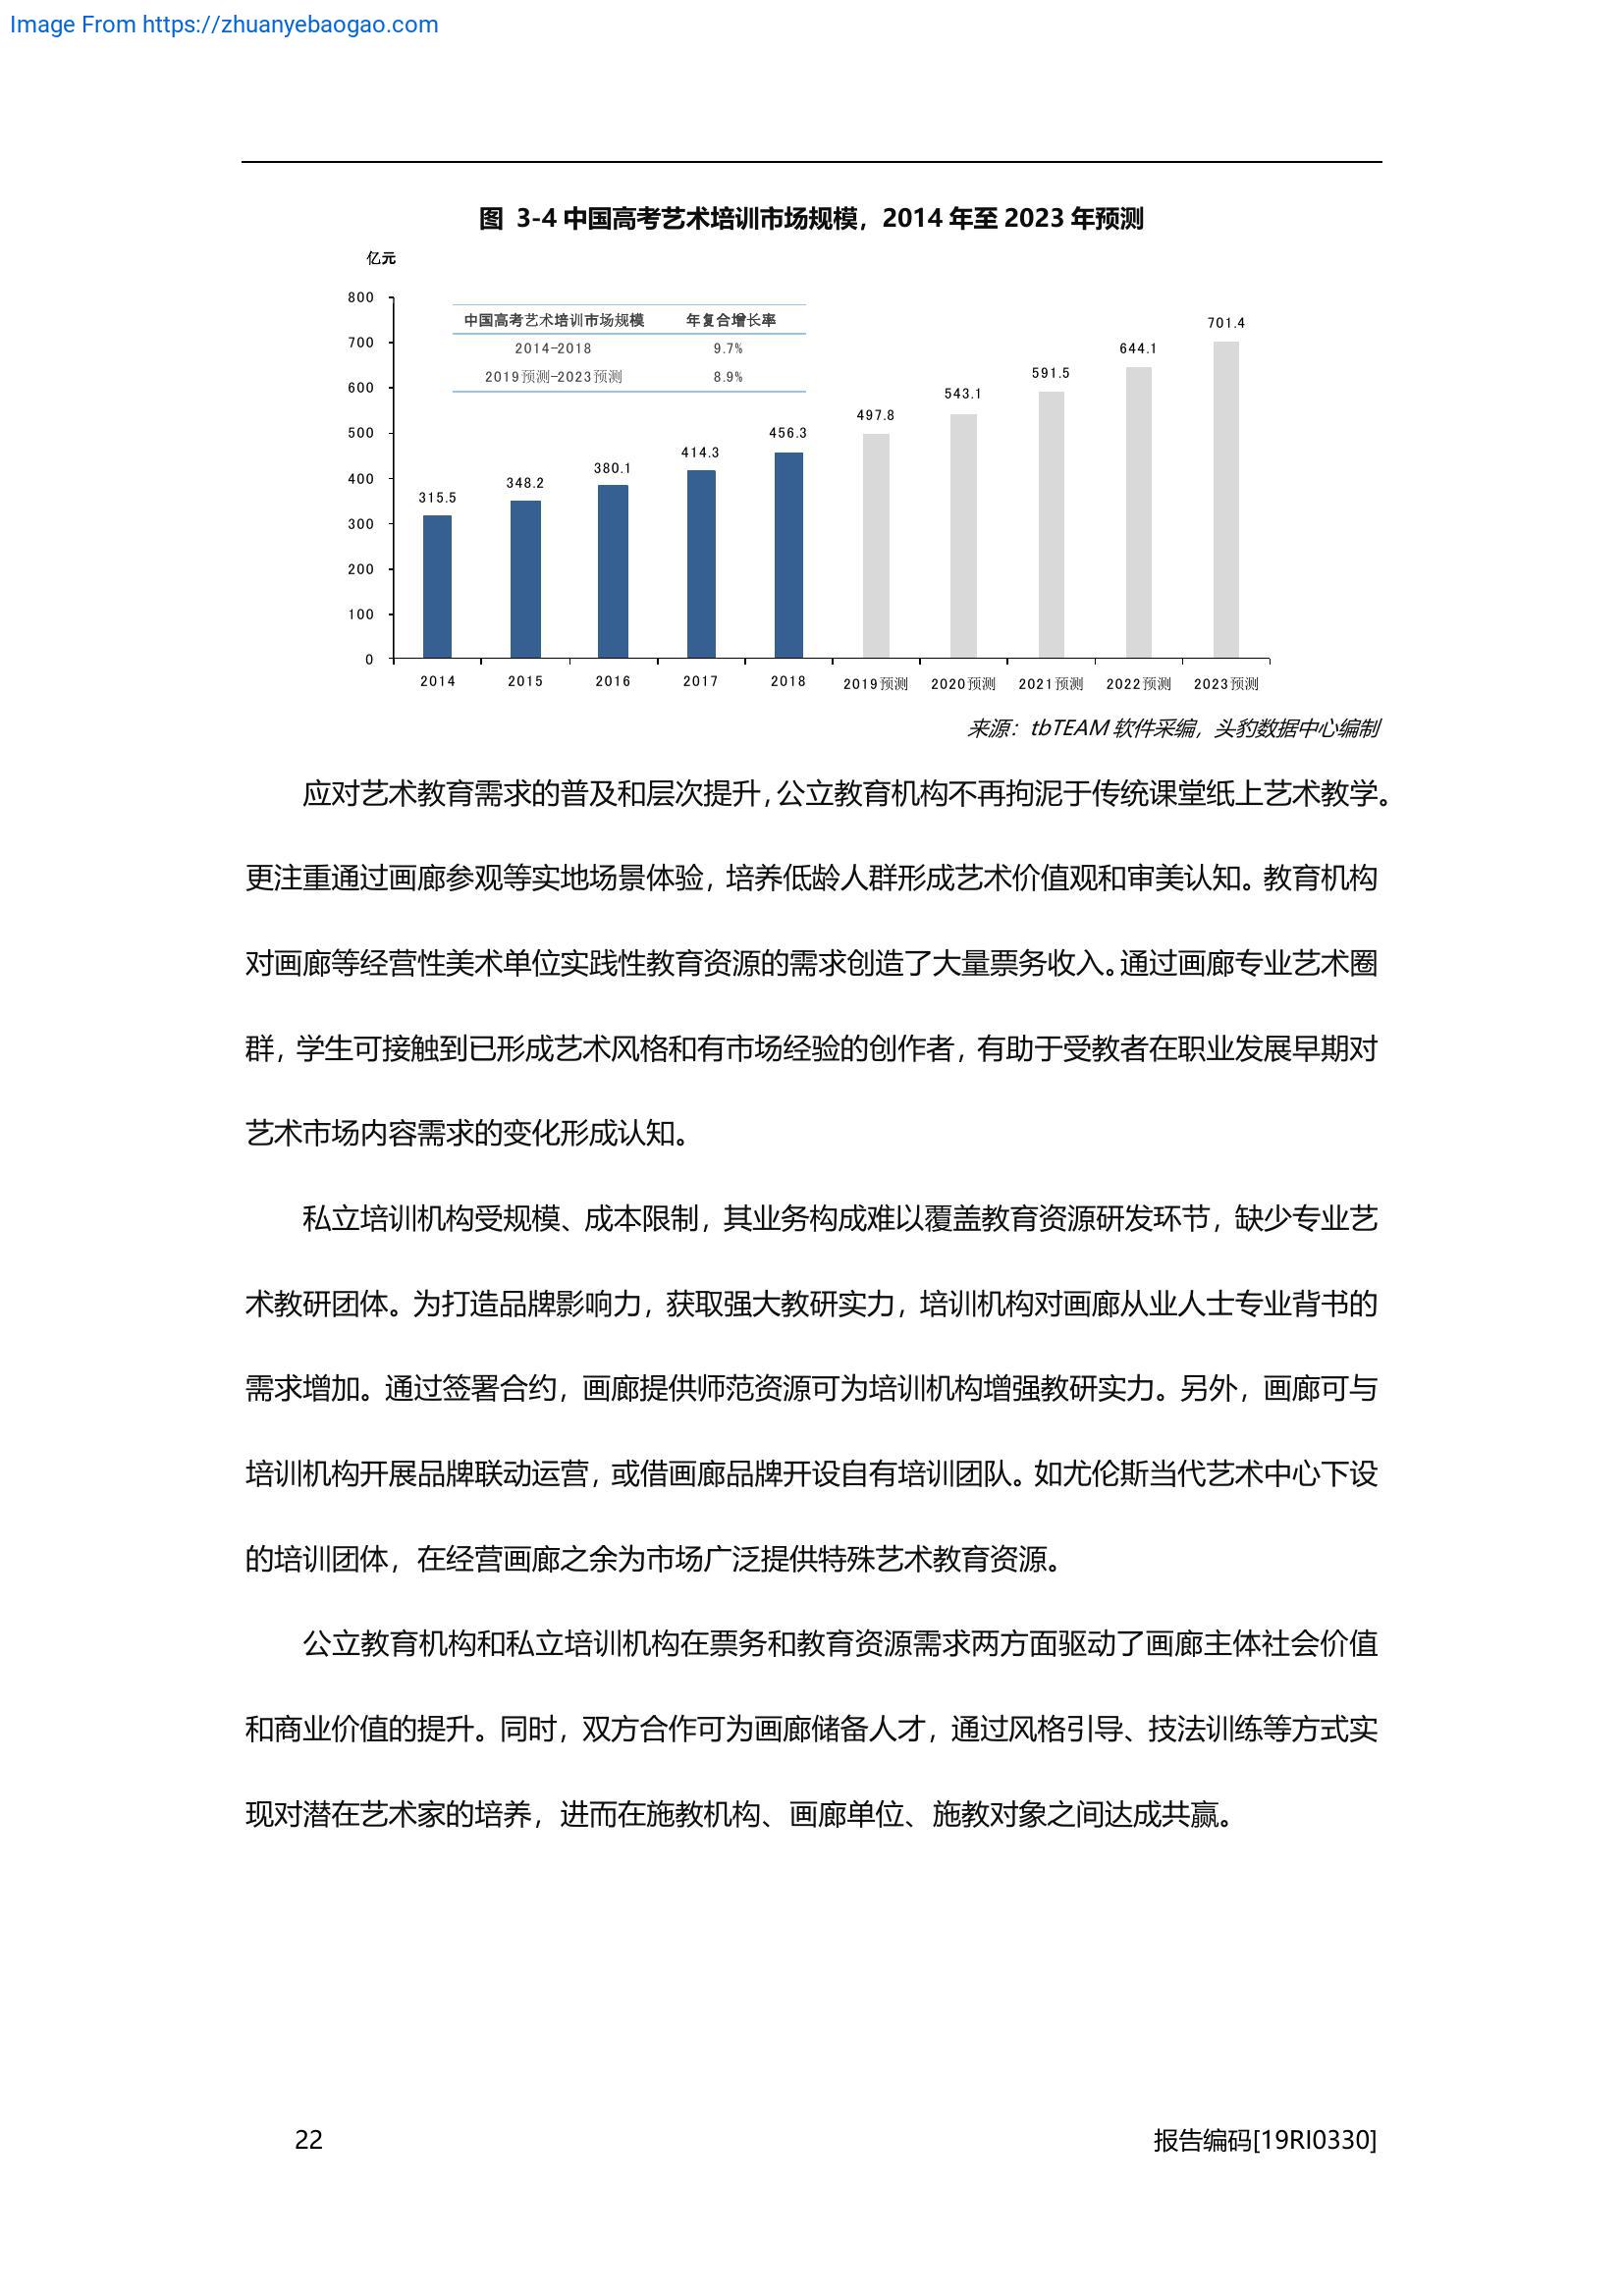 Image From https://zhuanyebaogao.com
图 3-4 中国高考艺术培训市场规模，2014 年至 2023 年预测
亿元
800
700
600
500
400
300
200
100
0
中国高考艺术培训市场规模 年复合增长率
2014-2018 9.7%
2019预测-2023预测 8.9%
315.5 348.2 380.1 414.3 456.3 497.8 543.1 591.5 644.1 701.4
2014 2015 2016 2017 2018 2019预测 2020预测 2021预测 2022预测 2023预测
来源：tbTEAM 软件采编，头豹数据中心编制
应对艺术教育需求的普及和层次提升，公立教育机构不再拘泥于传统课堂纸上艺术教学。
更注重通过画廊参观等实地场景体验，培养低龄人群形成艺术价值观和审美认知。教育机构
对画廊等经营性美术单位实践性教育资源的需求创造了大量票务收入。通过画廊专业艺术圈
群，学生可接触到已形成艺术风格和有市场经验的创作者，有助于受教者在职业发展早期对
艺术市场内容需求的变化形成认知。
私立培训机构受规模、成本限制，其业务构成难以覆盖教育资源研发环节，缺少专业艺
术教研团体。为打造品牌影响力，获取强大教研实力，培训机构对画廊从业人士专业背书的
需求增加。通过签署合约，画廊提供师范资源可为培训机构增强教研实力。另外，画廊可与
培训机构开展品牌联动运营，或借画廊品牌开设自有培训团队。如尤伦斯当代艺术中心下设
的培训团体，在经营画廊之余为市场广泛提供特殊艺术教育资源。
公立教育机构和私立培训机构在票务和教育资源需求两方面驱动了画廊主体社会价值
和商业价值的提升。同时，双方合作可为画廊储备人才，通过风格引导、技法训练等方式实
现对潜在艺术家的培养，进而在施教机构、画廊单位、施教对象之间达成共赢。
22 报告编码[19RI0330]